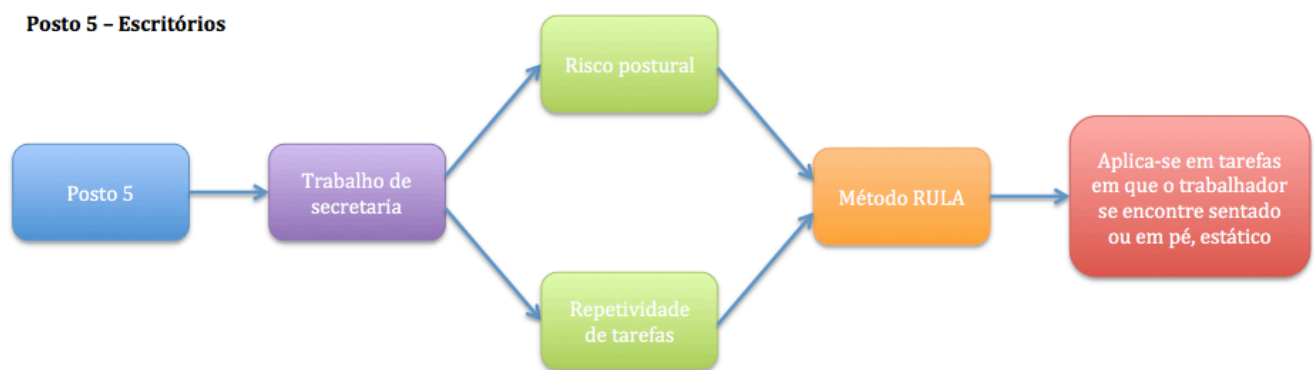 Posto 5 – Escritórios
Risco postural
Posto 5
Trabalho de
secretaria
Método RULA
Aplica-se em tarefas
em que o trabalhador
se encontre sentado
ou em pé, estático
Repetividade
de tarefas